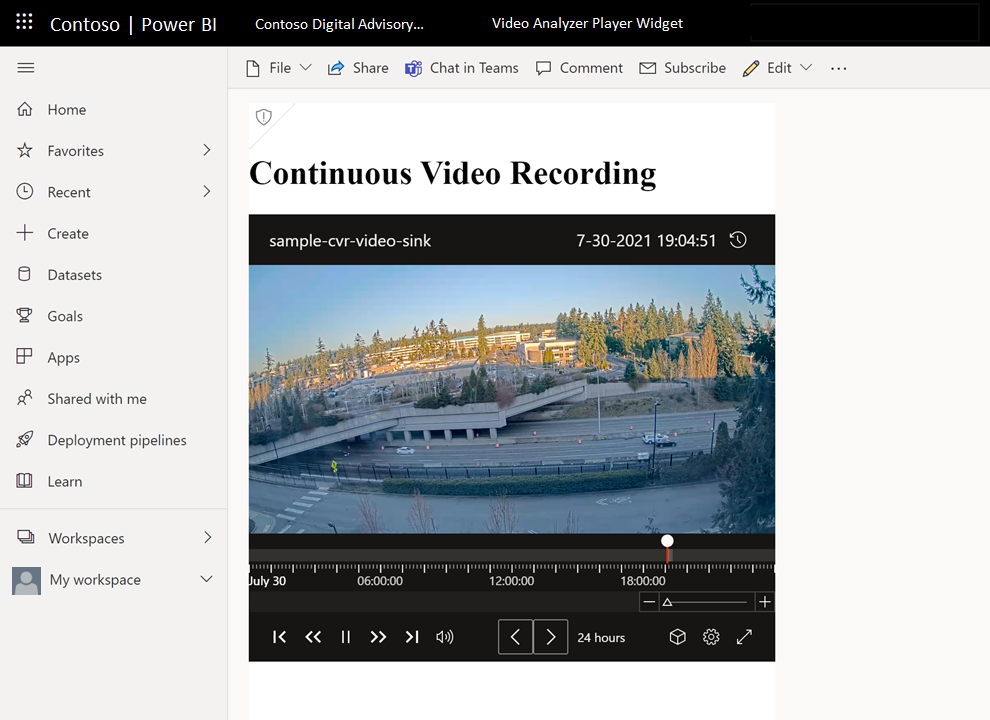 Contoso | Power BI
Contoso Digital Advisory...
Video Analyzer Player Widget
File
Share
Chat in Teams
Comment
Subscribe
Edit
Home
Favorites
Recent
Create
Datasets
Goals
Apps
Shared with me
Deployment pipelines
Learn
Workspaces
My workspace
Continuous Video Recording
sample-cvr-video-sink
7-30-2021 19:04:51
July 30
06:00:00
12:00:00
18:00:00
24 hours